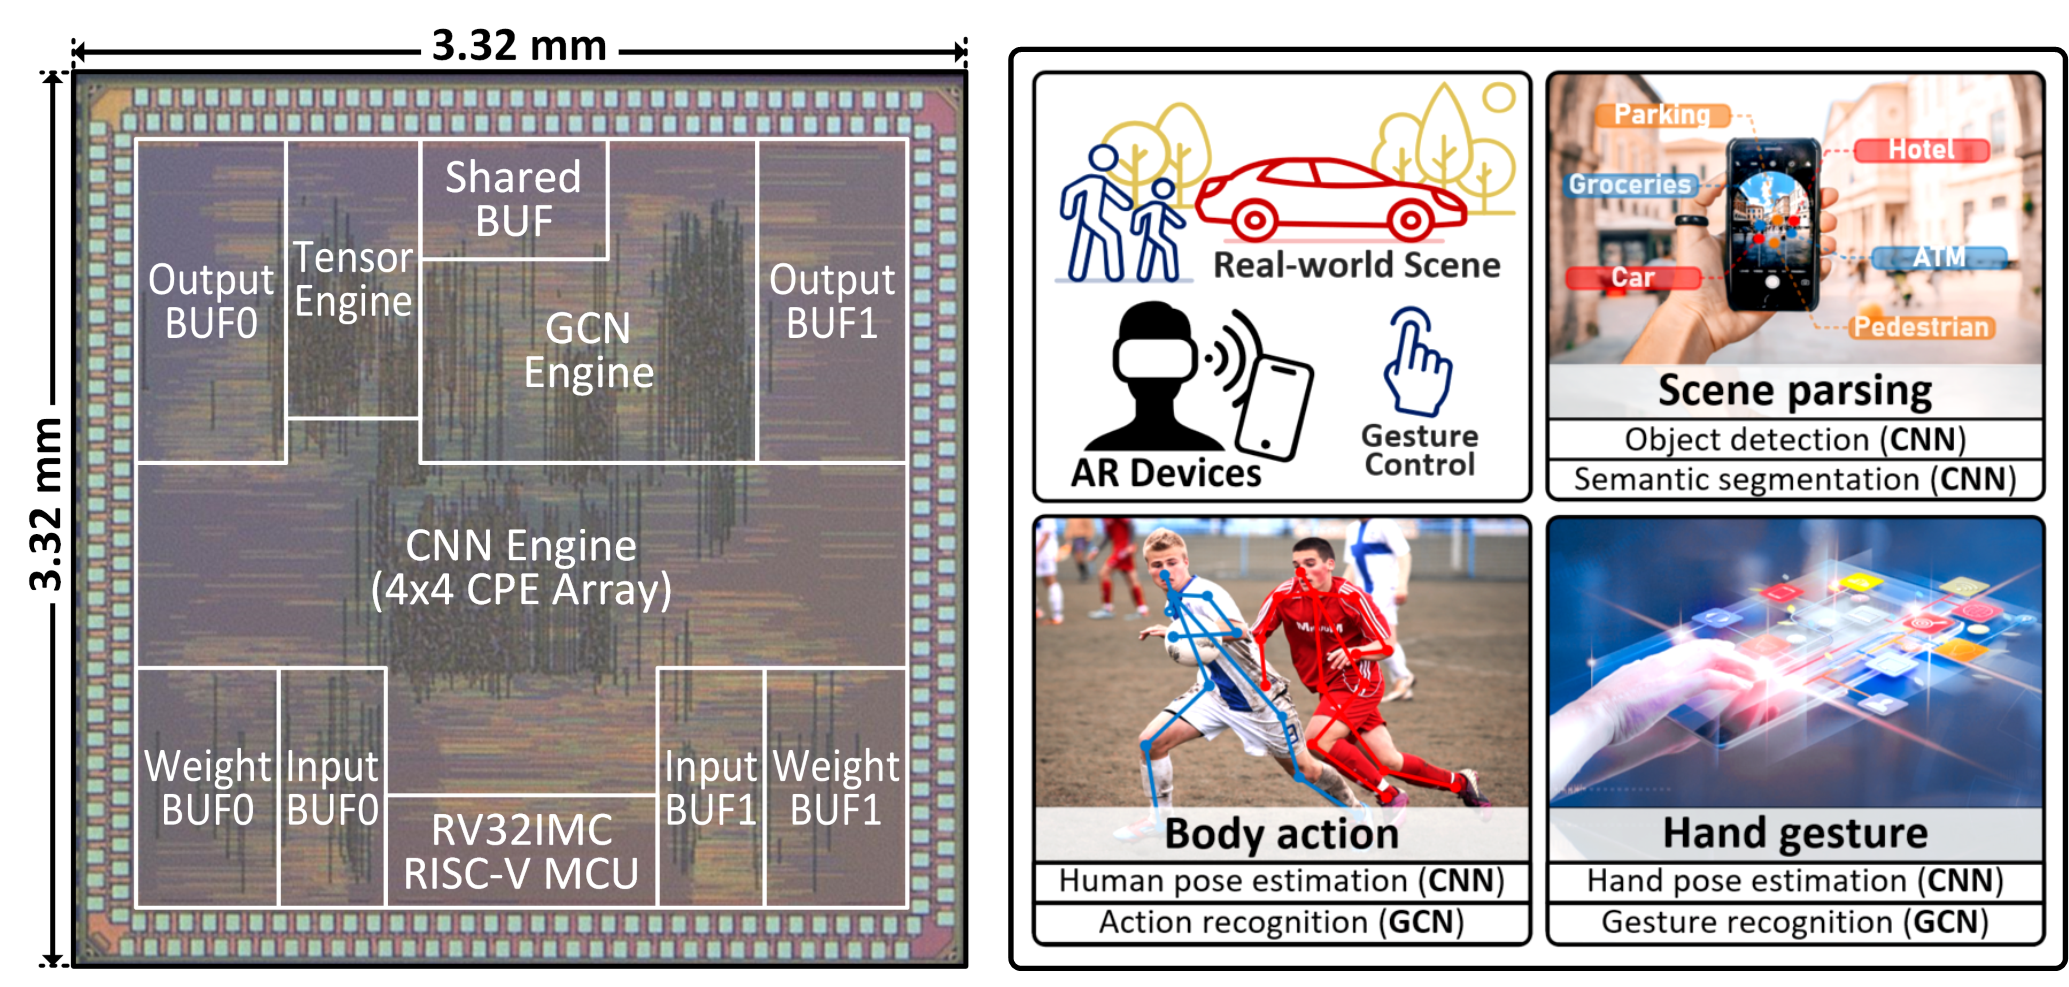 3.32 mm
3.32 mm
Shared
BUF
Output
BUF0
Tensor
Engine
GCN
Engine
Output
BUF1
CNN Engine
(4x4 CPE Array)
Weight
BUF0
Input
BUF0
RV32IMC
RISC-V MCU
Input
BUF1
Weight
BUF1
Real-world Scene
AR Devices
Gesture
Control
Parking
Hotel
Groceries
ATM
Car
Pedestrian
Scene parsing
Object detection (CNN)
Semantic segmentation (CNN)
Body action
Human pose estimation (CNN)
Action recognition (GCN)
Hand gesture
Hand pose estimation (CNN)
Gesture recognition (GCN)